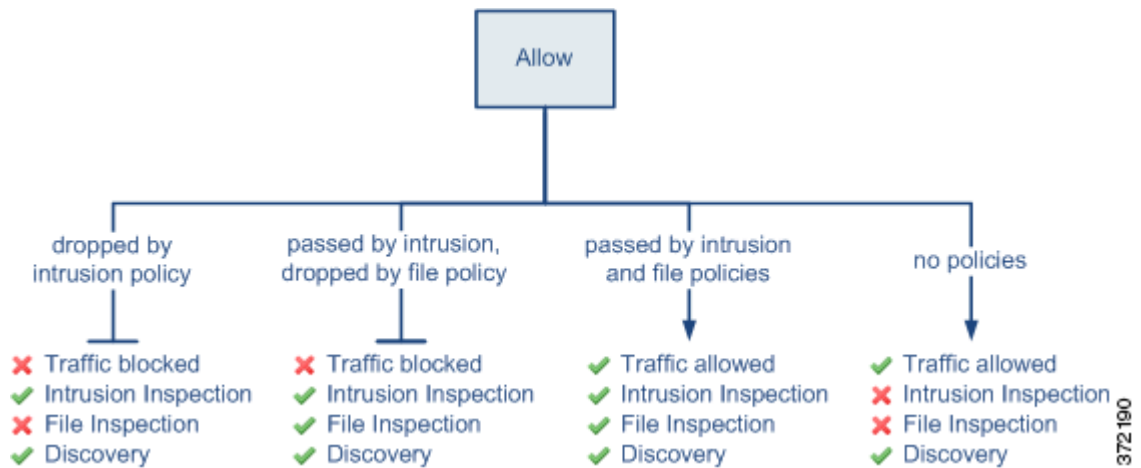 Allow
dropped by
intrusion policy
passed by intrusion,
dropped by file policy
passed by intrusion
and file policies
no policies
Traffic blocked
Intrusion Inspection
File Inspection
Discovery
Traffic blocked
Intrusion Inspection
File Inspection
Discovery
Traffic allowed
Intrusion Inspection
File Inspection
Discovery
Traffic allowed
Intrusion Inspection
File Inspection
Discovery
372190